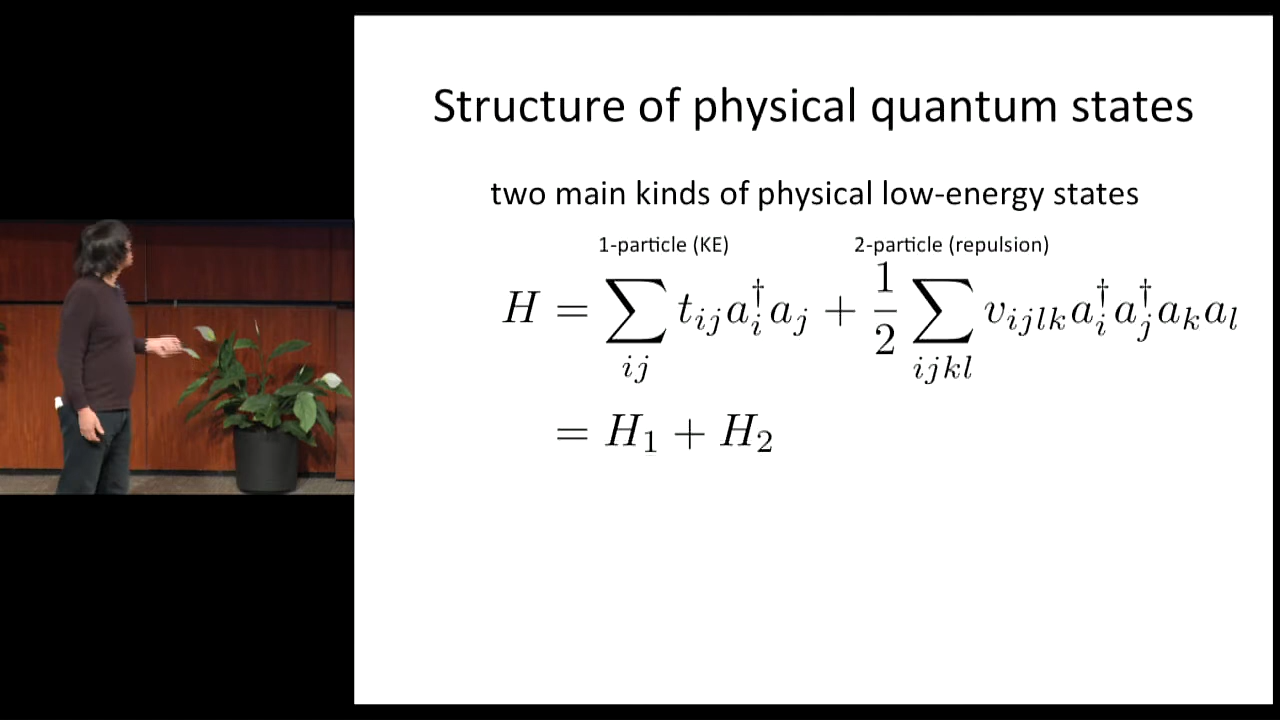 Structure of physical quantum states
two main kinds of physical low-energy states
1-particle (KE) 2-particle (repulsion)
H = ∑_{ij} t_{ij} a_i^† a_j + \frac{1}{2} ∑_{ijkl} v_{ijlk} a_i^† a_j^† a_k a_l
= H_1 + H_2